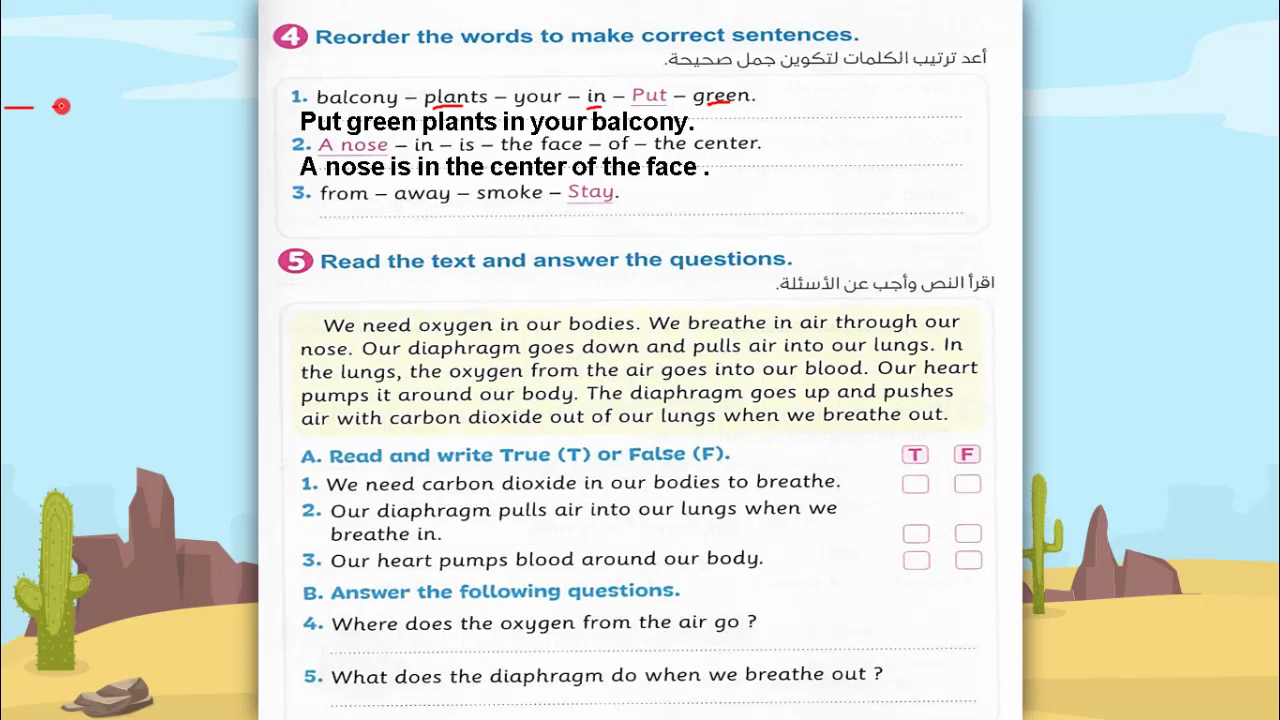 4 Reorder the words to make correct sentences.
أعد ترتيب الكلمات لتكوين جمل صحيحة.
1. balcony – plants – your – in – Put – green.
Put green plants in your balcony.
2. A nose – in – is – the face – of – the center.
A nose is in the center of the face .
3. from – away – smoke – Stay.
5 Read the text and answer the questions.
اقرأ النص وأجب عن الأسئلة.
We need oxygen in our bodies. We breathe in air through our
nose. Our diaphragm goes down and pulls air into our lungs. In
the lungs, the oxygen from the air goes into our blood. Our heart
pumps it around our body. The diaphragm goes up and pushes
air with carbon dioxide out of our lungs when we breathe out.
A. Read and write True (T) or False (F). T F
1. We need carbon dioxide in our bodies to breathe.
2. Our diaphragm pulls air into our lungs when we
breathe in.
3. Our heart pumps blood around our body.
B. Answer the following questions.
4. Where does the oxygen from the air go ?
5. What does the diaphragm do when we breathe out ?